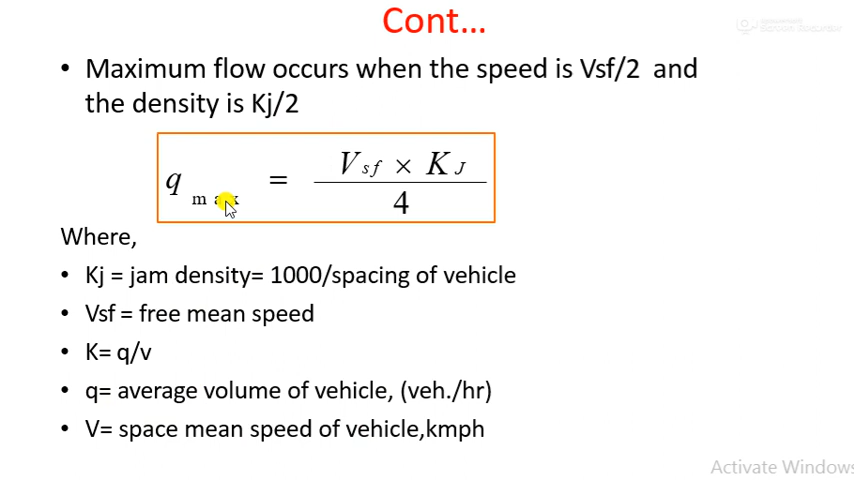 Cont...
• Maximum flow occurs when the speed is Vsf/2 and
the density is Kj/2
q max = Vsf × KJ / 4
Where,
• Kj = jam density= 1000/spacing of vehicle
• Vsf = free mean speed
• K= q/v
• q= average volume of vehicle, (veh./hr)
• V= space mean speed of vehicle,kmph
Activate Windows